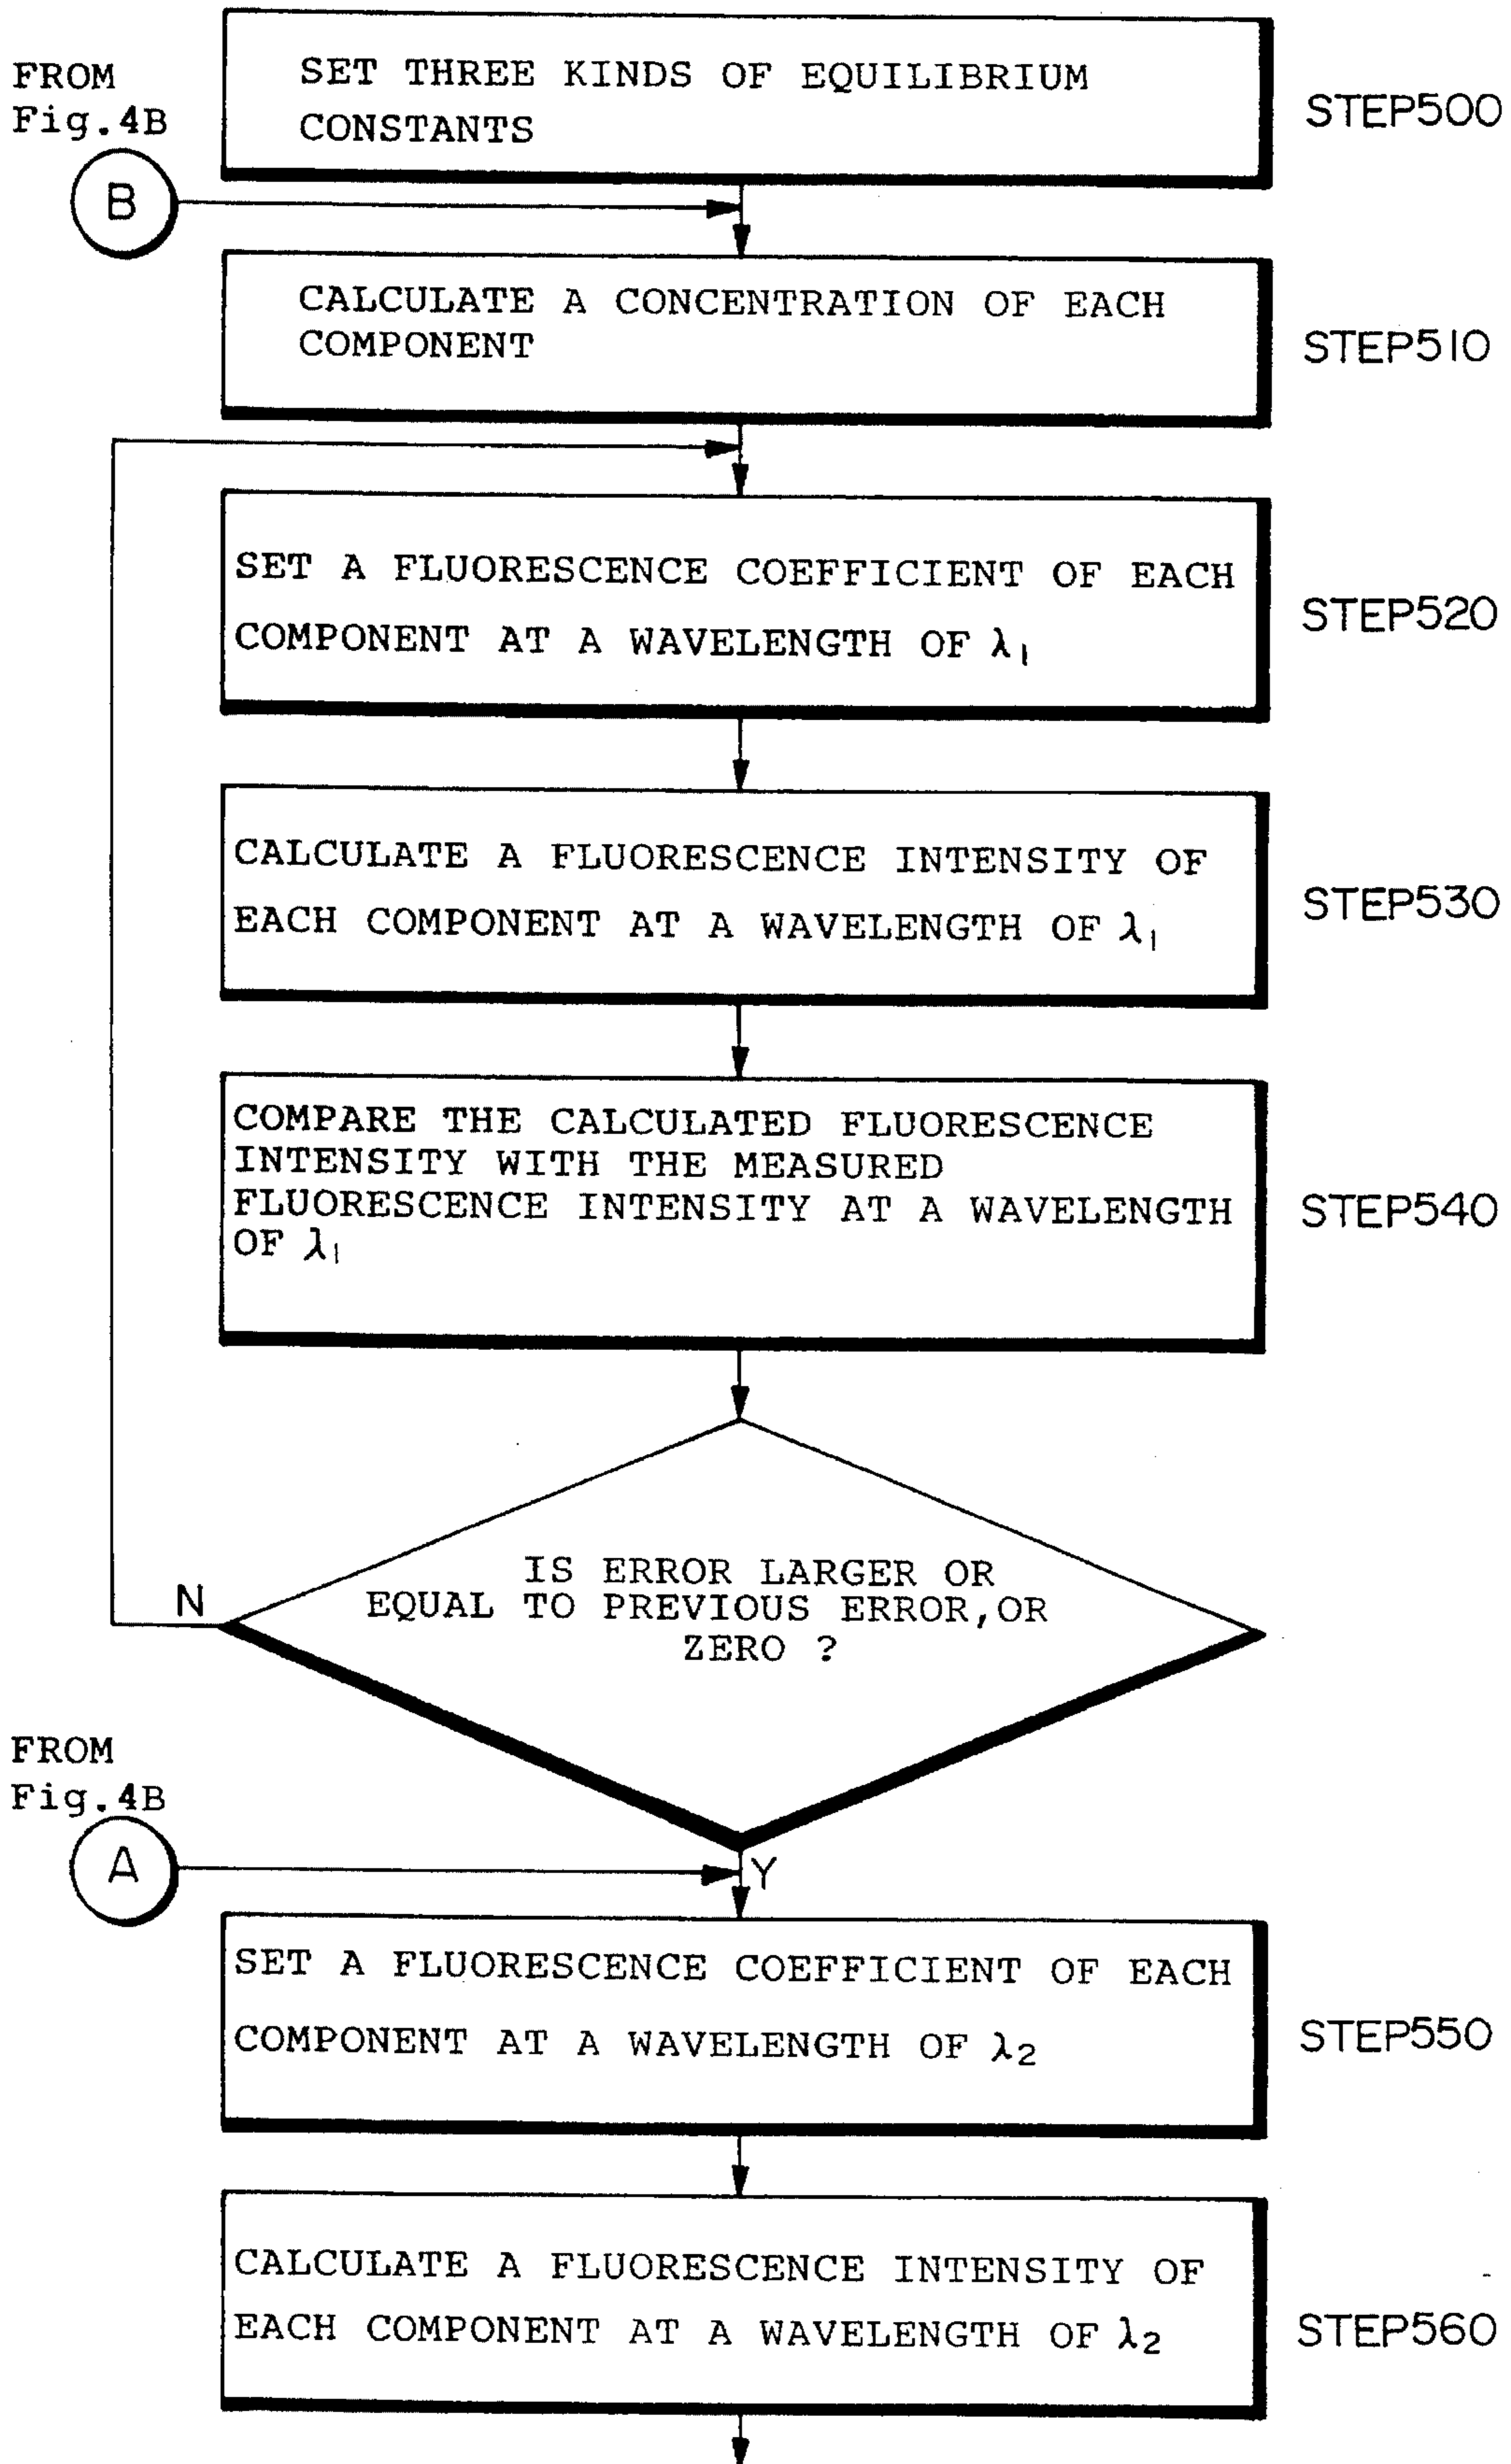 SET THREE KINDS OF EQUILIBRIUM
CONSTANTS
STEP500
FROM
Fig.4B
B
CALCULATE A CONCENTRATION OF EACH
COMPONENT
STEP510
SET A FLUORESCENCE COEFFICIENT OF EACH
COMPONENT AT A WAVELENGTH OF λ1
STEP520
CALCULATE A FLUORESCENCE INTENSITY OF
EACH COMPONENT AT A WAVELENGTH OF λ1
STEP530
COMPARE THE CALCULATED FLUORESCENCE
INTENSITY WITH THE MEASURED
FLUORESCENCE INTENSITY AT A WAVELENGTH
OF λ1
STEP540
IS ERROR LARGER OR
EQUAL TO PREVIOUS ERROR,OR
ZERO ?
N
FROM
Fig.4B
A
Y
SET A FLUORESCENCE COEFFICIENT OF EACH
COMPONENT AT A WAVELENGTH OF λ2
STEP550
CALCULATE A FLUORESCENCE INTENSITY OF
EACH COMPONENT AT A WAVELENGTH OF λ2
STEP560